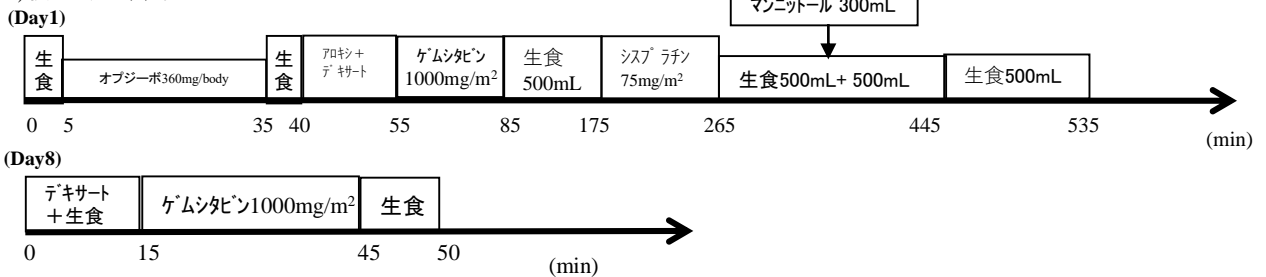 (Day1)
マンニットール 300mL
生食
オプジーボ360mg/body
生食
アロキシ+
デキサート
ゲムシタビン
1000mg/m²
生食
500mL
シスプラチン
75mg/m²
生食500mL+ 500mL
生食500mL
0 5 35 40 55 85 175 265 445 535
(min)
(Day8)
デキサート
+生食
ゲムシタビン1000mg/m²
生食
0 15 45 50
(min)